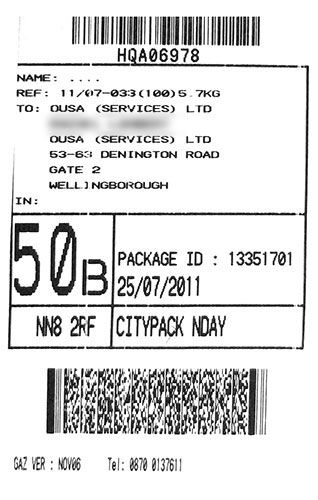 HQA06978
NAME: ....
REF: 11/07-033(100)5.7KG
TO: OUSA (SERVICES) LTD
OUSA (SERVICES) LTD
53-63 DENINGTON ROAD
GATE 2
WELLINGBOROUGH
IN:
50B
PACKAGE ID : 13351701
25/07/2011
NN8 2RF
CITYPACK NDAY
GAZ VER : NOV06 Tel: 0870 0137611